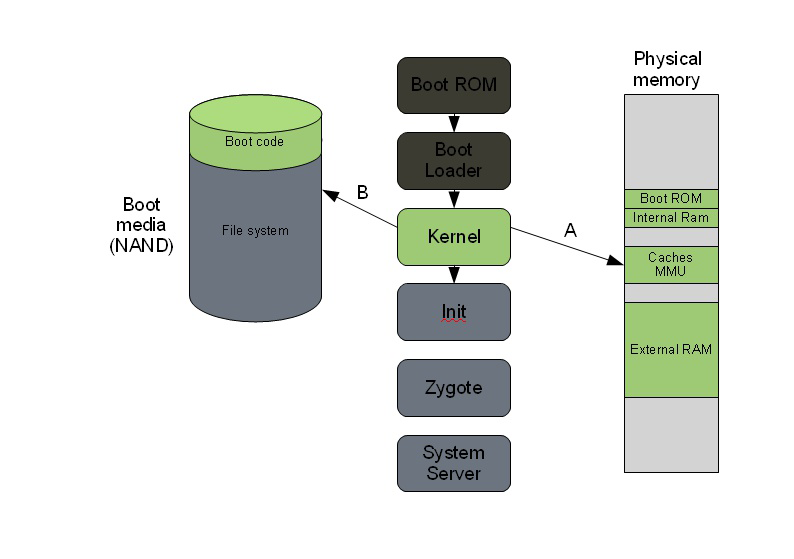 Boot media
(NAND)
Boot code
File system
B
Boot ROM
Boot
Loader
Kernel
Init
Zygote
System
Server
A
Physical
memory
Boot ROM
Internal Ram
Caches
MMU
External RAM